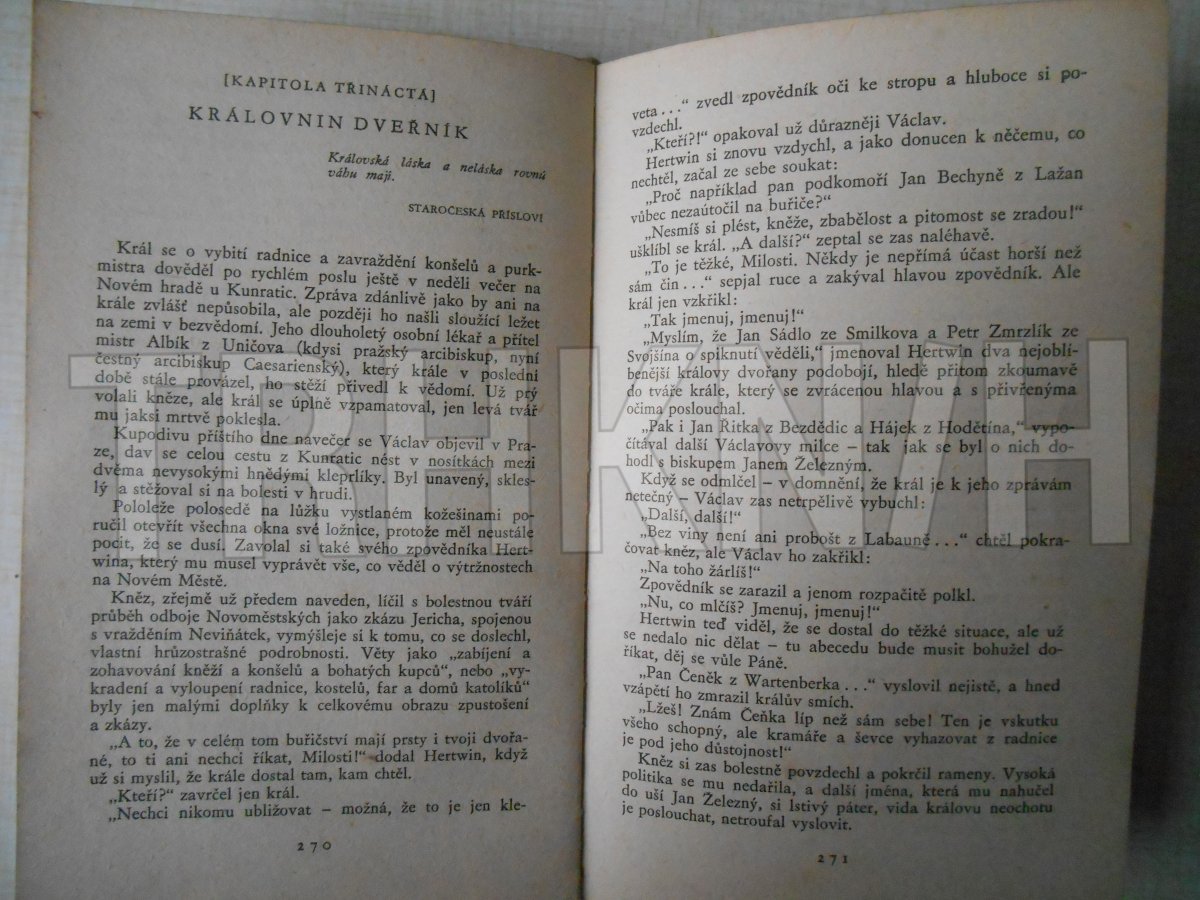 [KAPITOLA TŘINÁCTÁ]
KRÁLOVNIN DVEŘNÍK
Královská láska a neláska rovnú
váhu mají.
STAROČESKÁ PŘÍSLOVÍ
Král se o vybití radnice a zavraždění konšelů a purk-
mistra dověděl po rychlém poslu ještě v neděli večer na
Novém hradě u Kunratic. Zpráva zdánlivě jako by ani na
krále zvlášť nepůsobila, ale později ho našli sloužící ležet
na zemi v bezvědomí. Jeho dlouholetý osobní lékař a přítel
mistr Albík z Uničova (kdysi pražský arcibiskup, nyní
čestný arcibiskup Caesarienský), který krále v poslední
době stále provázel, ho stěží přivedl k vědomí. Už prý
volali kněze, ale král se úplně vzpamatoval, jen levá tvář
mu jaksi mrtvě poklesla.
Kupodivu příštího dne navečer se Václav objevil v Pra-
ze, dav se celou cestu z Kunratic nést v nosítkách mezi
dvěma nevysokými hnědými kleprlíky. Byl unavený, skles-
lý a stěžoval si na bolesti v hrudi.
Pololeže polosedě na lůžku vystlaném kožešinami po-
ručil otevřít všechna okna své ložnice, protože měl neustále
pocit, že se dusí. Zavolal si také svého zpovědníka Hert-
wina, který mu musel vyprávět vše, co věděl o výtržnostech
na Novém Městě.
Kněz, zřejmě už předem naveden, líčil s bolestnou tváří
průběh odboje Novoměstských jako zkázu Jericha, spojenou
s vražděním Neviňátek, vymýšleje si k tomu, co se doslechl,
vlastní hrůzostrašné podrobnosti. Věty jako „zabíjení a
zohavování kněží a konšelů a bohatých kupců“, nebo „vy-
kradení a vyloupení radnice, kostelů, far a domů katolíků“
byly jen malými doplňky k celkovému obrazu zpustošení
a zkázy.
„A to, že v celém tom buřičství mají prsty i tvoji dvořa-
né, to ti ani nechci říkat, Milosti!“ dodal Hertwin, když
už si myslil, že krále dostal tam, kam chtěl.
„Kteří?“ zavrčel jen král.
„Nechci nikomu ubližovat – možná, že to je jen kle-
270
veta . . .“ zvedl zpovědník oči ke stropu a hluboce si po-
vzdechl.
„Kteří?!“ opakoval už důrazněji Václav.
Hertwin si znovu vzdychl, a jako donucen k něčemu, co
nechtěl, začal ze sebe soukat:
„Proč například pan podkomoří Jan Bechyně z Lažan
vůbec nezaútočil na buřiče?“
„Nesmíš si plést, kněže, zbabělost a pitomost se zradou!“
ušklíbl se král. „A další?“ zeptal se zas naléhavě.
„To je těžké, Milosti. Někdy je nepřímá účast horší než
sám čin . . .“ sepjal ruce a zakýval hlavou zpovědník. Ale
král jen vzkřikl:
„Tak jmenuj, jmenuj!“
„Myslím, že Jan Sádlo ze Smilkova a Petr Zmrzlík ze
Svojšína o spiknutí věděli,“ jmenoval Hertwin dva nejoblí-
benější královy dvořany podobojí, hledě přitom zkoumavě
do tváře krále, který se zvrácenou hlavou a s přivřenýma
očima poslouchal.
„Pak i Jan Řitka z Bezdědic a Hájek z Hodětína,“ vypo-
čítával další Václavovy milce – tak jak se byl o nich do-
hodl s biskupem Janem Železným.
Když se odmlčel – v domnění, že král je k jeho zprávám
netečný – Václav zas netrpělivě vybuchl:
„Další, další!“
„Bez viny není ani probošt z Labauně . . .“ chtěl pokra-
čovat kněz, ale Václav ho zakřikl:
„Na toho žárlíš!“
Zpovědník se zarazil a jenom rozpačitě polkl.
„Nu, co mlčíš? Jmenuj, jmenuj!“
Hertwin teď viděl, že se dostal do těžké situace, ale už
se nedalo nic dělat – tu abecedu bude musit bohužel do-
říkat, děj se vůle Páně.
„Pan Čeněk z Wartenberka . . .“ vyslovil nejistě, a hned
vzápětí ho zmrazil králův smích.
„Lžeš! Znám Čeňka líp než sám sebe! Ten je vskutku
všeho schopný, ale kramáře a ševce vyhazovat z radnice
je pod jeho důstojnost!“
Kněz si zas bolestně povzdechl a pokrčil rameny. Vysoká
politika se mu nedařila, a další jména, která mu nahučel
do uší Jan Železný, si lstivý páter, vida královu neochotu
je poslouchat, netroufal vyslovit.
271
TRHKNIH